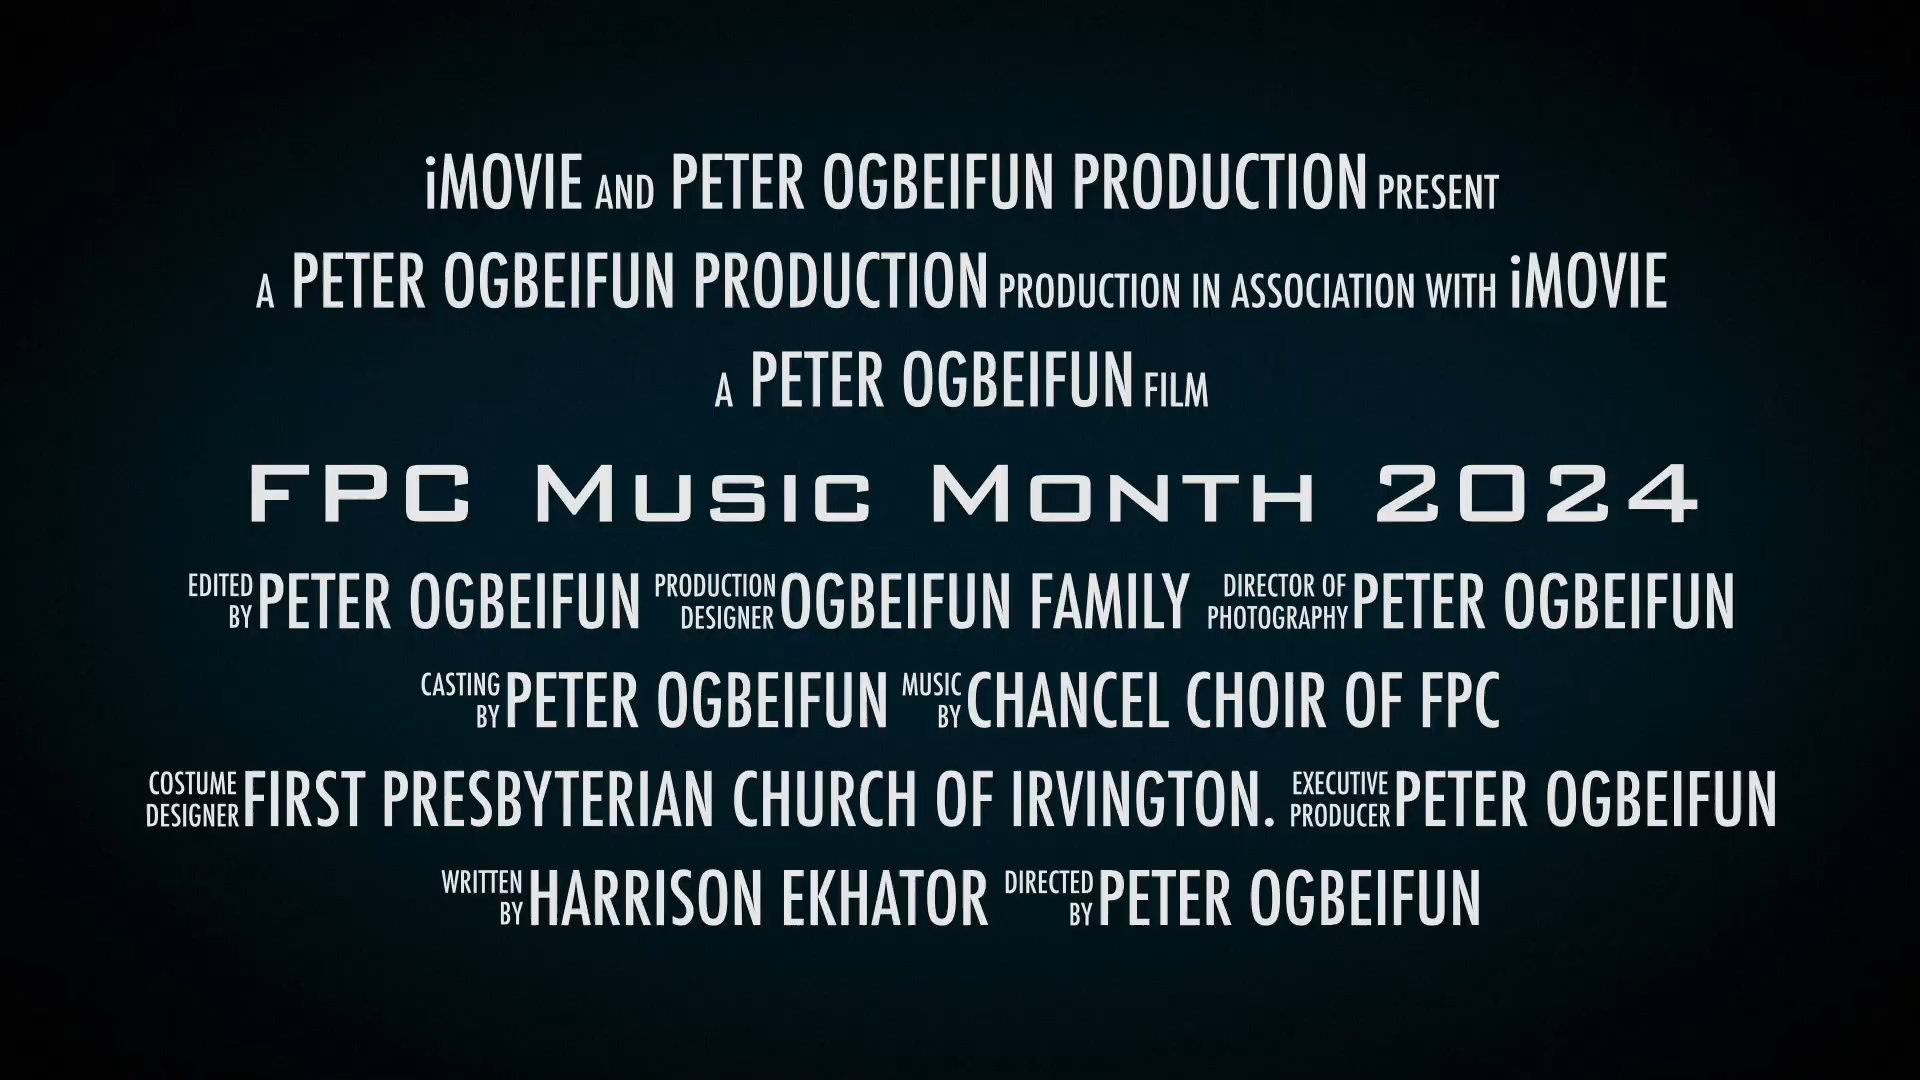 iMOVIE AND PETER OGBEIFUN PRODUCTION PRESENT
A PETER OGBEIFUN PRODUCTION PRODUCTION IN ASSOCIATION WITH iMOVIE
A PETER OGBEIFUN FILM
FPC MUSIC MONTH 2024
EDITED BY PETER OGBEIFUN PRODUCTION DESIGNER OGBEIFUN FAMILY DIRECTOR OF PHOTOGRAPHY PETER OGBEIFUN
CASTING BY PETER OGBEIFUN MUSIC BY CHANCEL CHOIR OF FPC
COSTUME DESIGNER FIRST PRESBYTERIAN CHURCH OF IRVINGTON. EXECUTIVE PRODUCER PETER OGBEIFUN
WRITTEN BY HARRISON EKHATOR DIRECTED BY PETER OGBEIFUN